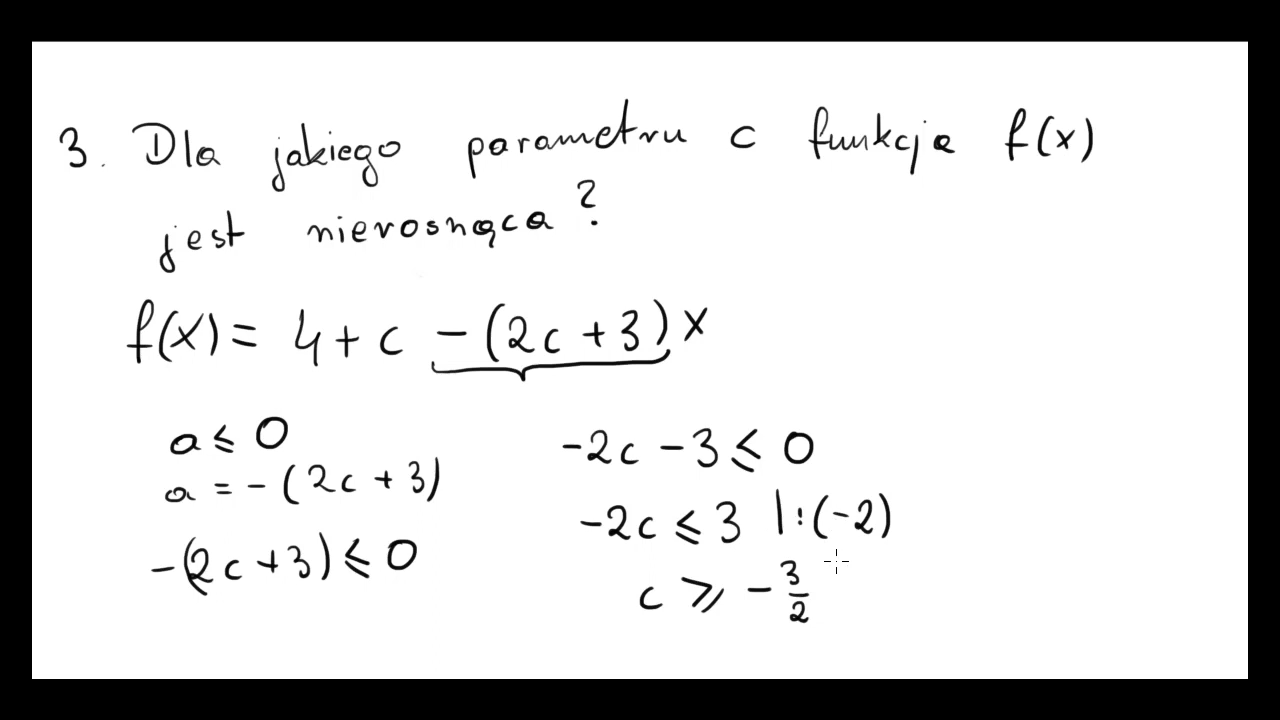 3. Dla jakiego parametru c funkcja f(x)
jest nierosnąca?
f(x) = 4 + c - (2c + 3) x
a ≤ 0
a = - (2c + 3)
-(2c + 3) ≤ 0
-2c - 3 ≤ 0
-2c ≤ 3 |:(-2)
c ⩾ - 3/2